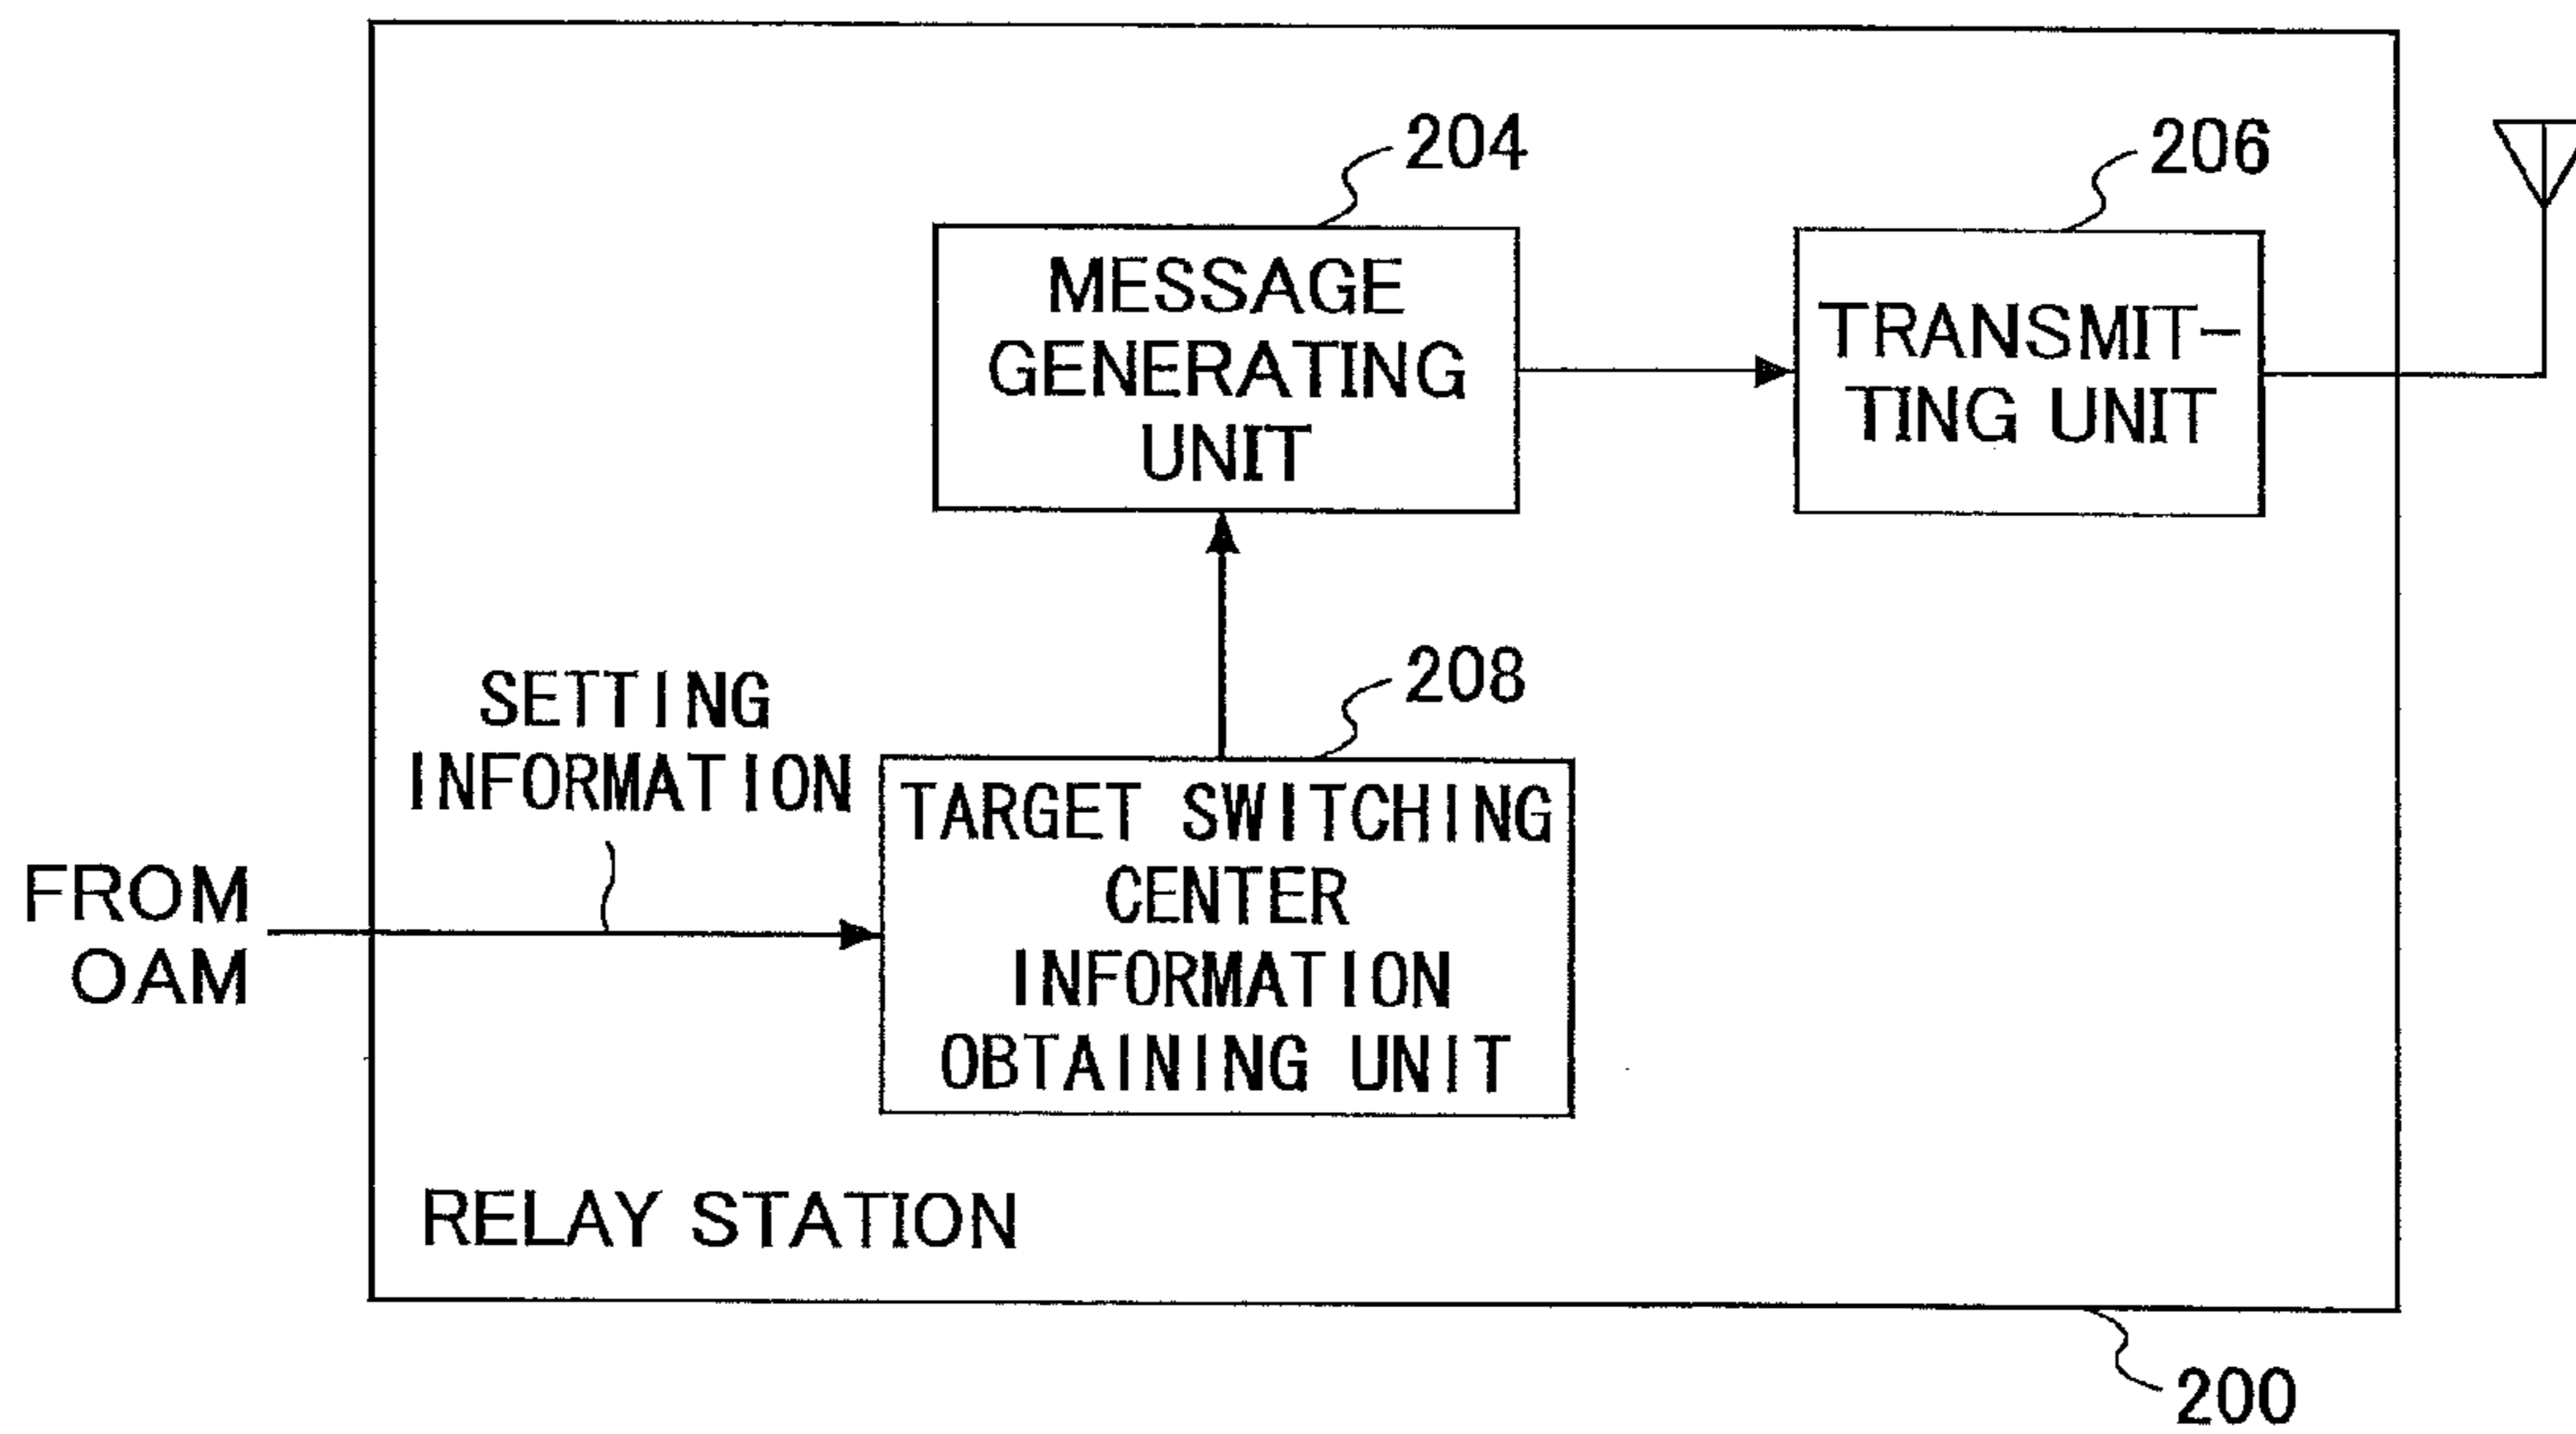 204
206
MESSAGE
GENERATING
UNIT
TRANSMIT-
TING UNIT
208
SETTING
INFORMATION
TARGET SWITCHING
CENTER
INFORMATION
OBTAINING UNIT
FROM
OAM
RELAY STATION
200